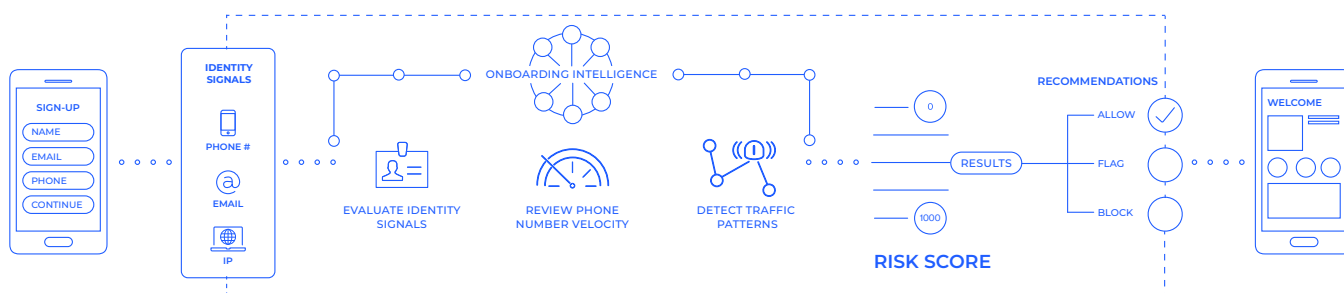 SIGN-UP
NAME
EMAIL
PHONE
CONTINUE
IDENTITY
SIGNALS
PHONE #
EMAIL
IP
ONBOARDING INTELLIGENCE
EVALUATE IDENTITY
SIGNALS
REVIEW PHONE
NUMBER VELOCITY
DETECT TRAFFIC
PATTERNS
0
1000
RISK SCORE
RESULTS
RECOMMENDATIONS
ALLOW
FLAG
BLOCK
WELCOME